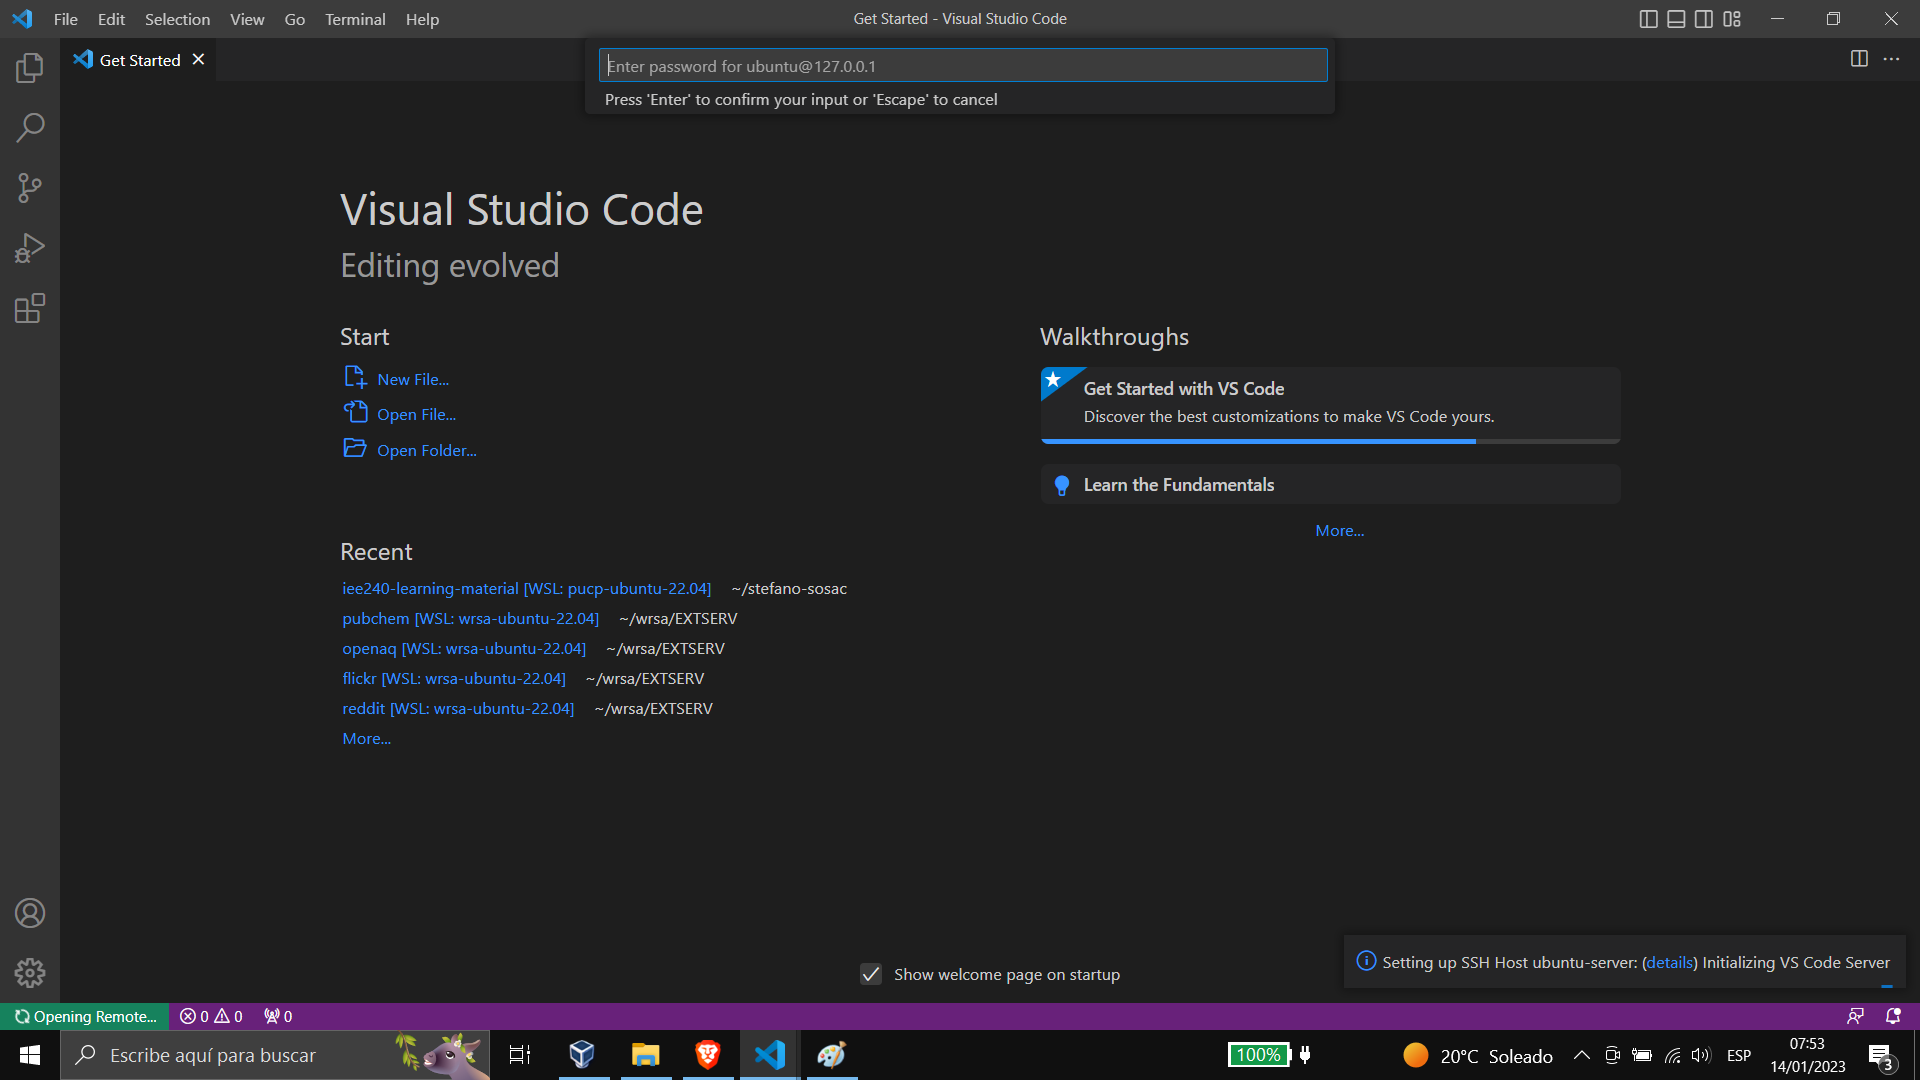 File Edit Selection View Go Terminal Help
Get Started - Visual Studio Code
Get Started
Enter password for ubuntu@127.0.0.1
Press 'Enter' to confirm your input or 'Escape' to cancel
Visual Studio Code
Editing evolved
Start
New File...
Open File...
Open Folder...
Recent
iee240-learning-material [WSL: pucp-ubuntu-22.04] ~/stefano-sosac
pubchem [WSL: wrsa-ubuntu-22.04] ~/wrsa/EXTSERV
openaq [WSL: wrsa-ubuntu-22.04] ~/wrsa/EXTSERV
flickr [WSL: wrsa-ubuntu-22.04] ~/wrsa/EXTSERV
reddit [WSL: wrsa-ubuntu-22.04] ~/wrsa/EXTSERV
More...
Walkthroughs
Get Started with VS Code
Discover the best customizations to make VS Code yours.
Learn the Fundamentals
More...
Show welcome page on startup
Setting up SSH Host ubuntu-server: (details) Initializing VS Code Server
Opening Remote... 0 0 0
Escribe aquí para buscar
100%
20°C Soleado
ESP
07:53
14/01/2023
3